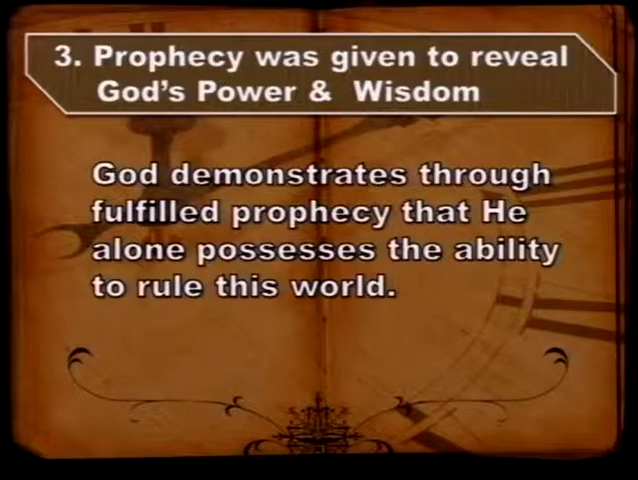 3. Prophecy was given to reveal
God's Power & Wisdom
God demonstrates through
fulfilled prophecy that He
alone possesses the ability
to rule this world.